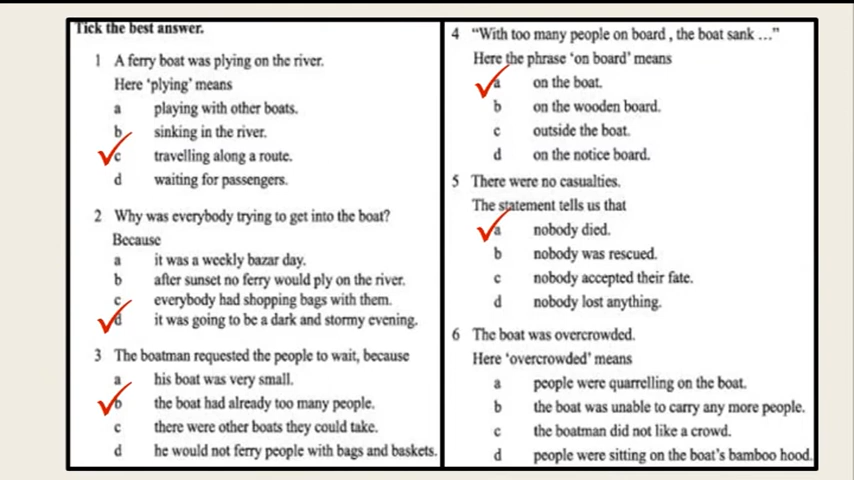 Tick the best answer.
1 A ferry boat was plying on the river.
Here 'plying' means
a playing with other boats.
b sinking in the river.
c travelling along a route.
d waiting for passengers.
2 Why was everybody trying to get into the boat?
Because
a it was a weekly bazar day.
b after sunset no ferry would ply on the river.
c everybody had shopping bags with them.
d it was going to be a dark and stormy evening.
3 The boatman requested the people to wait, because
a his boat was very small.
b the boat had already too many people.
c there were other boats they could take.
d he would not ferry people with bags and baskets.
4 "With too many people on board , the boat sank ..."
Here the phrase 'on board' means
a on the boat.
b on the wooden board.
c outside the boat.
d on the notice board.
5 There were no casualties.
The statement tells us that
a nobody died.
b nobody was rescued.
c nobody accepted their fate.
d nobody lost anything.
6 The boat was overcrowded.
Here 'overcrowded' means
a people were quarrelling on the boat.
b the boat was unable to carry any more people.
c the boatman did not like a crowd.
d people were sitting on the boat's bamboo hood.